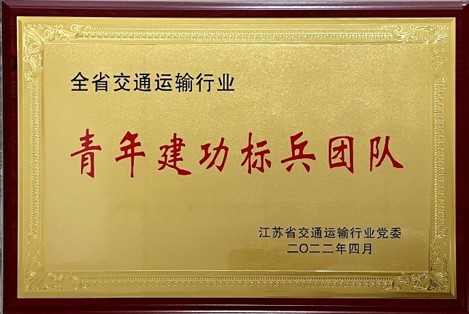 全省交通运输行业
青年建功标兵团队
江苏省交通运输行业党委
二〇二二年四月